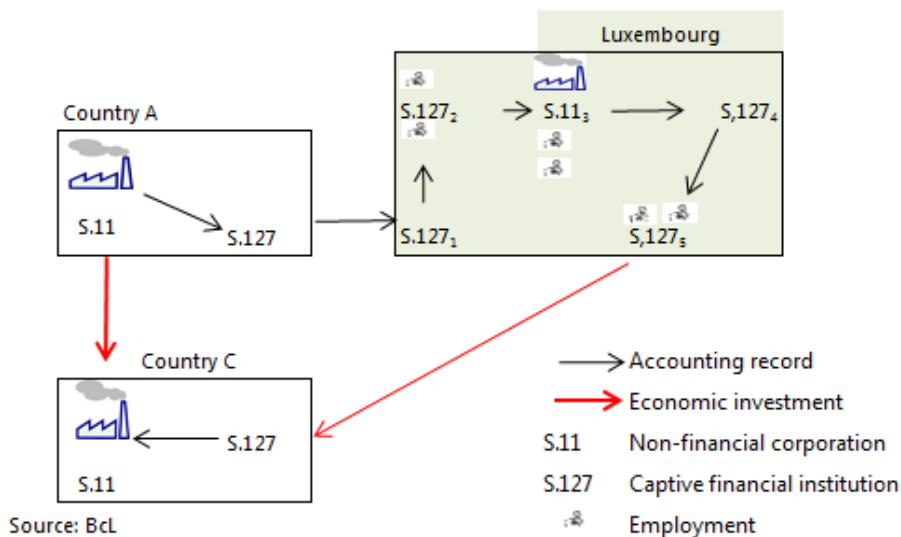 Luxembourg
Country A
S.127₂ S.11₃ S,127₄
S.11
S.127
S.127₁ S,127₅
Country C
S.127
S.11
Accounting record
Economic investment
S.11 Non-financial corporation
S.127 Captive financial institution
Employment
Source: BcL